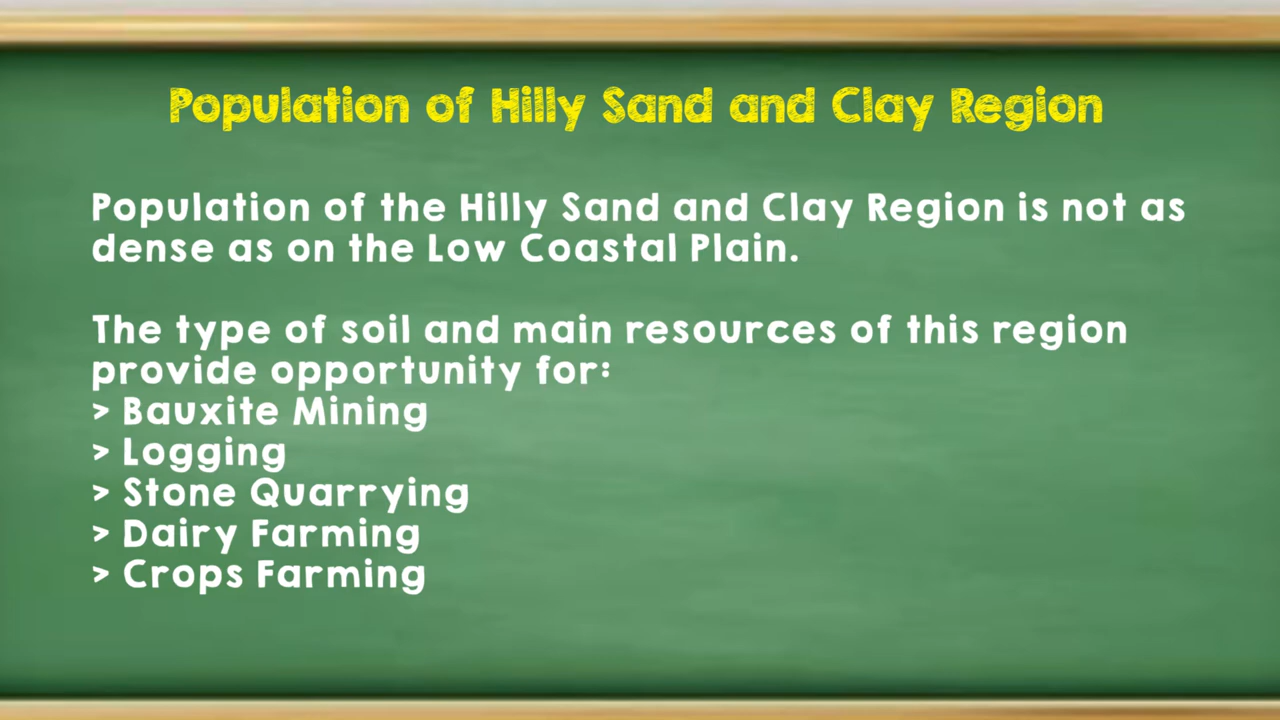 Population of Hilly Sand and Clay Region
Population of the Hilly Sand and Clay Region is not as
dense as on the Low Coastal Plain.
The type of soil and main resources of this region
provide opportunity for:
> Bauxite Mining
> Logging
> Stone Quarrying
> Dairy Farming
> Crops Farming